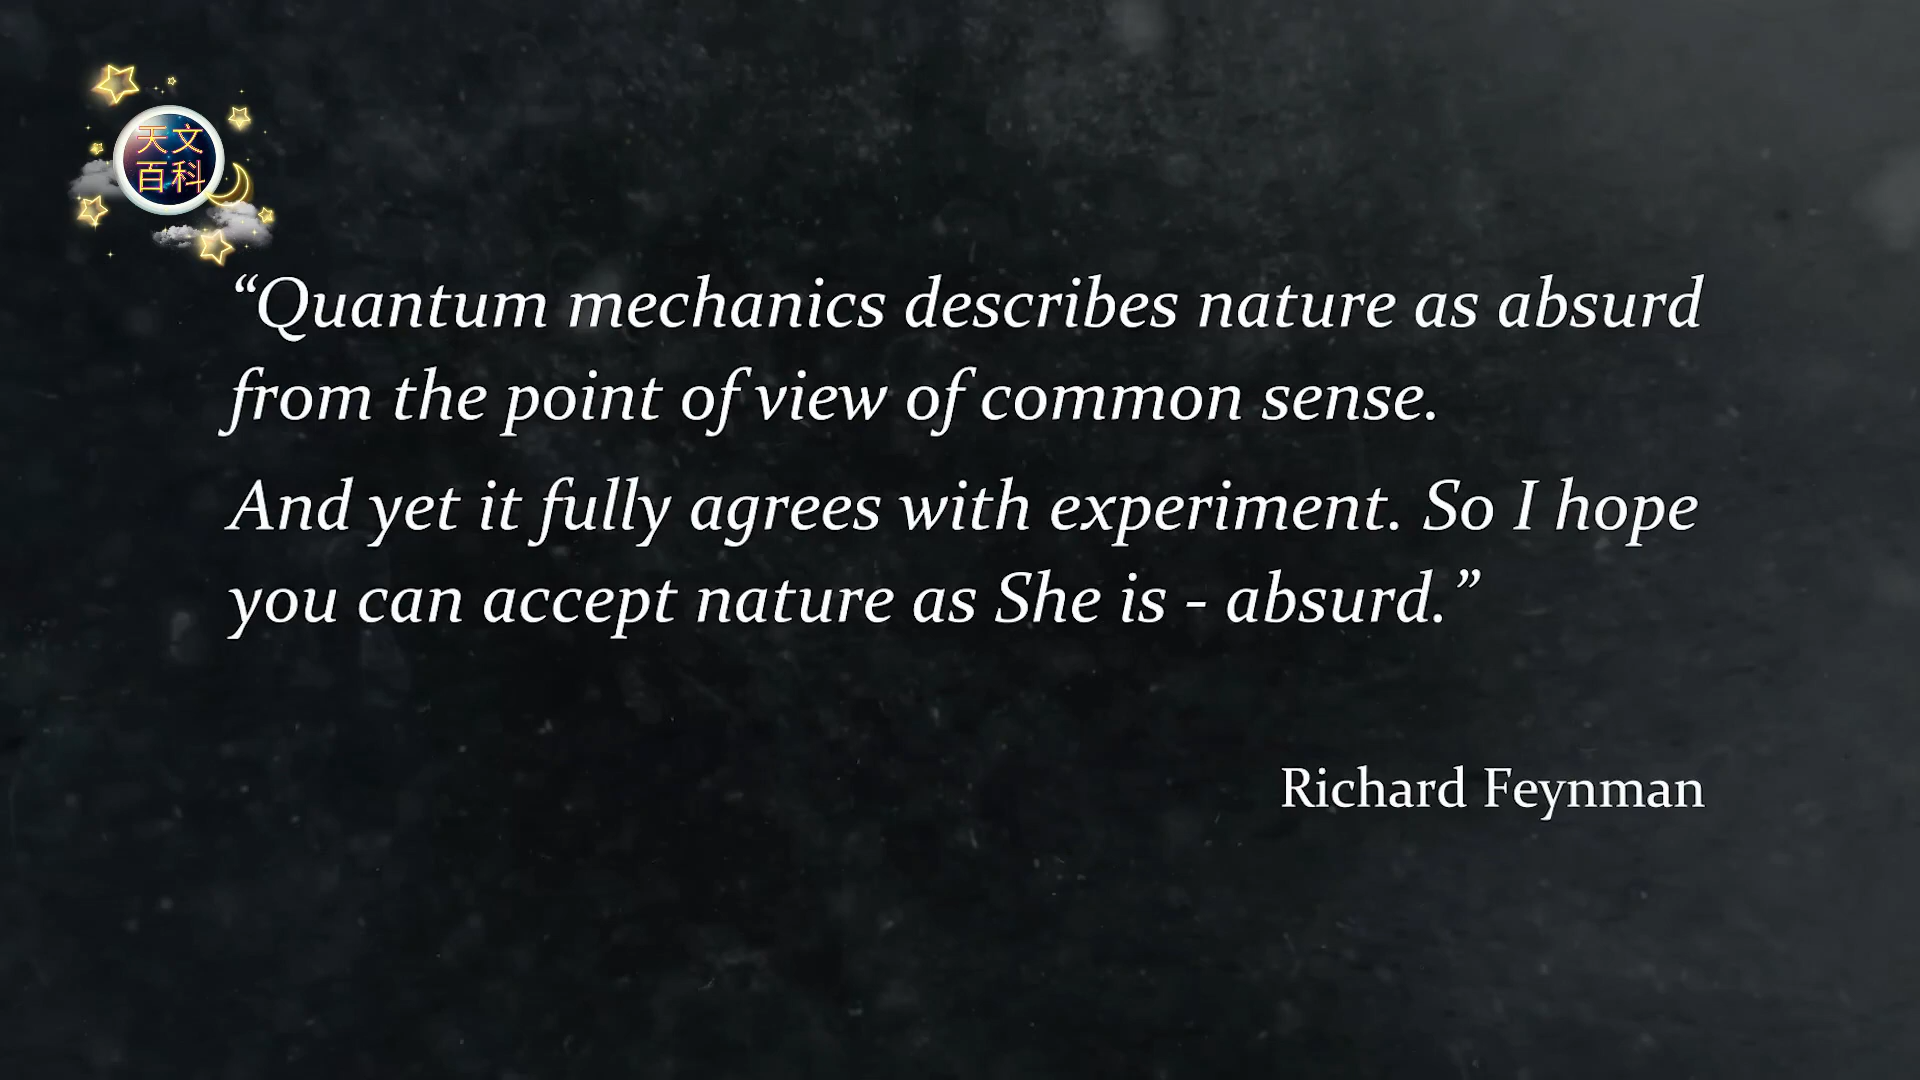 天文
百科
“Quantum mechanics describes nature as absurd
from the point of view of common sense.
And yet it fully agrees with experiment. So I hope
you can accept nature as She is - absurd.”
Richard Feynman